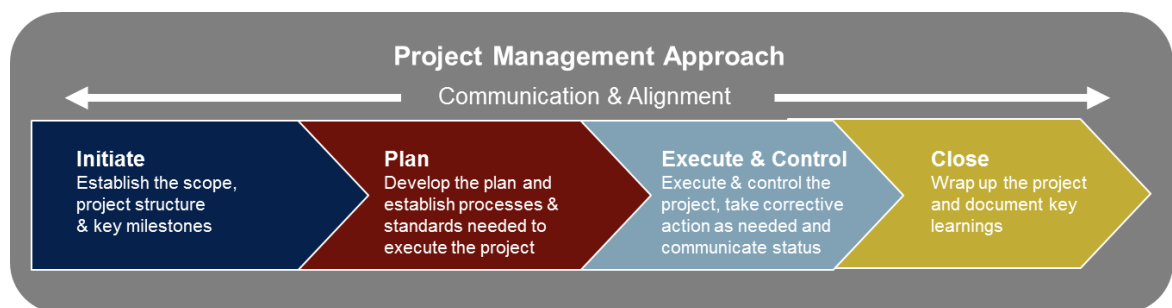 Project Management Approach
Communication & Alignment
Initiate
Establish the scope,
project structure
& key milestones
Plan
Develop the plan and
establish processes &
standards needed to
execute the project
Execute & Control
Execute & control the
project, take corrective
action as needed and
communicate status
Close
Wrap up the project
and document key
learnings